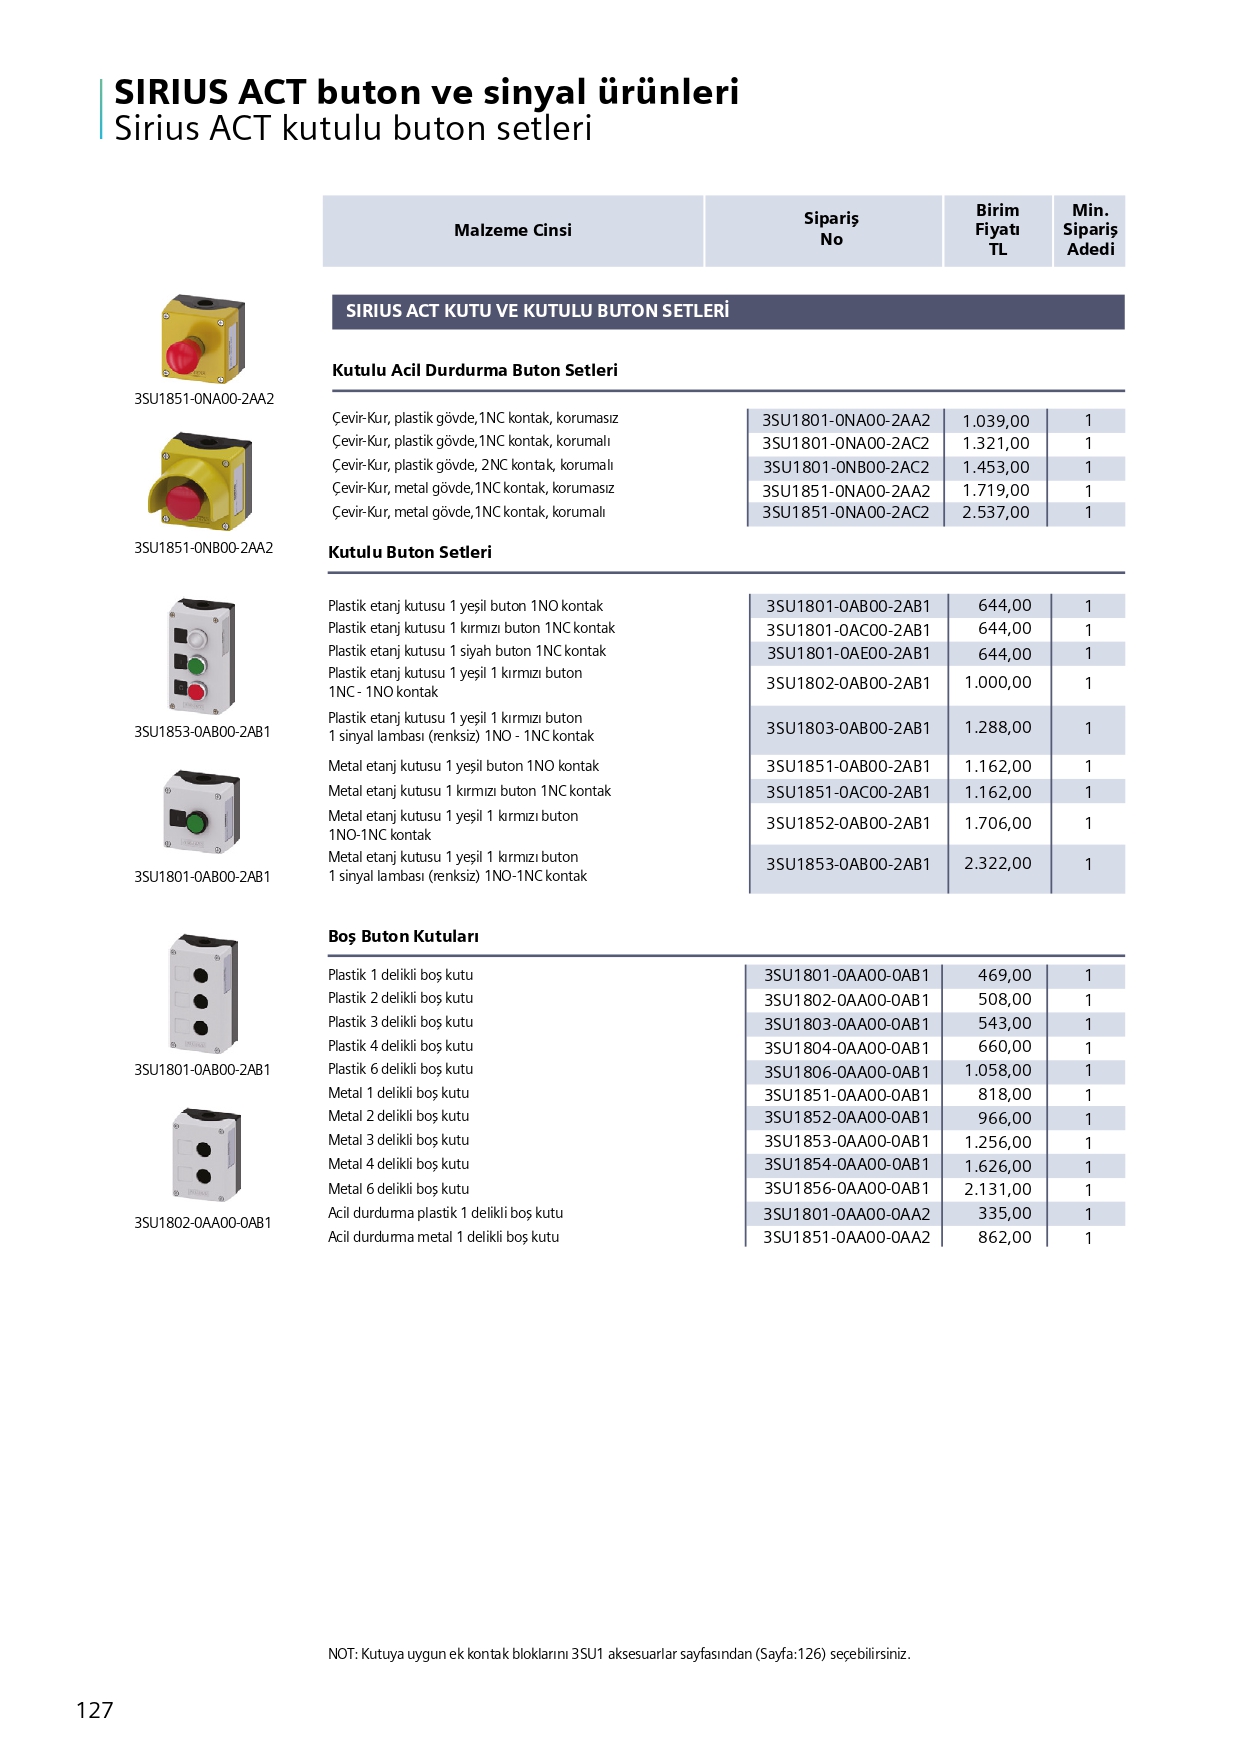 SIRIUS ACT buton ve sinyal ürünleri
Sirius ACT kutulu buton setleri
Malzeme Cinsi
Sipariş
No
Birim
Fiyatı
TL
Min.
Sipariş
Adedi
SIRIUS ACT KUTU VE KUTULU BUTON SETLERİ
3SU1851-0NA00-2AA2
3SU1851-0NB00-2AA2
Kutulu Acil Durdurma Buton Setleri
Çevir-Kur, plastik gövde,1NC kontak, korumasız 3SU1801-0NA00-2AA2 1.039,00 1
Çevir-Kur, plastik gövde,1NC kontak, korumalı 3SU1801-0NA00-2AC2 1.321,00 1
Çevir-Kur, plastik gövde, 2NC kontak, korumalı 3SU1801-0NB00-2AC2 1.453,00 1
Çevir-Kur, metal gövde,1NC kontak, korumasız 3SU1851-0NA00-2AA2 1.719,00 1
Çevir-Kur, metal gövde,1NC kontak, korumalı 3SU1851-0NA00-2AC2 2.537,00 1
Kutulu Buton Setleri
3SU1853-0AB00-2AB1
3SU1801-0AB00-2AB1
Plastik etanj kutusu 1 yeşil buton 1NO kontak 3SU1801-0AB00-2AB1 644,00 1
Plastik etanj kutusu 1 kırmızı buton 1NC kontak 3SU1801-0AC00-2AB1 644,00 1
Plastik etanj kutusu 1 siyah buton 1NC kontak 3SU1801-0AE00-2AB1 644,00 1
Plastik etanj kutusu 1 yeşil 1 kırmızı buton
1NC - 1NO kontak 3SU1802-0AB00-2AB1 1.000,00 1
Plastik etanj kutusu 1 yeşil 1 kırmızı buton
1 sinyal lambası (renksiz) 1NO - 1NC kontak 3SU1803-0AB00-2AB1 1.288,00 1
Metal etanj kutusu 1 yeşil buton 1NO kontak 3SU1851-0AB00-2AB1 1.162,00 1
Metal etanj kutusu 1 kırmızı buton 1NC kontak 3SU1851-0AC00-2AB1 1.162,00 1
Metal etanj kutusu 1 yeşil 1 kırmızı buton
1NO-1NC kontak 3SU1852-0AB00-2AB1 1.706,00 1
Metal etanj kutusu 1 yeşil 1 kırmızı buton
1 sinyal lambası (renksiz) 1NO-1NC kontak 3SU1853-0AB00-2AB1 2.322,00 1
Boş Buton Kutuları
3SU1801-0AB00-2AB1
3SU1802-0AA00-0AB1
Plastik 1 delikli boş kutu 3SU1801-0AA00-0AB1 469,00 1
Plastik 2 delikli boş kutu 3SU1802-0AA00-0AB1 508,00 1
Plastik 3 delikli boş kutu 3SU1803-0AA00-0AB1 543,00 1
Plastik 4 delikli boş kutu 3SU1804-0AA00-0AB1 660,00 1
Plastik 6 delikli boş kutu 3SU1806-0AA00-0AB1 1.058,00 1
Metal 1 delikli boş kutu 3SU1851-0AA00-0AB1 818,00 1
Metal 2 delikli boş kutu 3SU1852-0AA00-0AB1 966,00 1
Metal 3 delikli boş kutu 3SU1853-0AA00-0AB1 1.256,00 1
Metal 4 delikli boş kutu 3SU1854-0AA00-0AB1 1.626,00 1
Metal 6 delikli boş kutu 3SU1856-0AA00-0AB1 2.131,00 1
Acil durdurma plastik 1 delikli boş kutu 3SU1801-0AA00-0AA2 335,00 1
Acil durdurma metal 1 delikli boş kutu 3SU1851-0AA00-0AA2 862,00 1
NOT: Kutuya uygun ek kontak bloklarını 3SU1 aksesuarlar sayfasından (Sayfa:126) seçebilirsiniz.
127